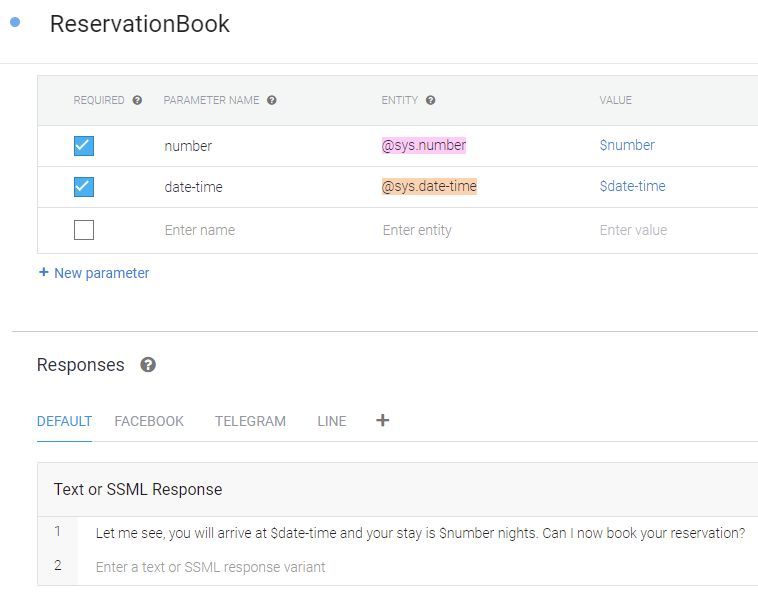 ReservationBook
REQUIRED PARAMETER NAME ENTITY VALUE
number @sys.number $number
date-time @sys.date-time $date-time
Enter name Enter entity Enter value
+ New parameter
Responses
DEFAULT FACEBOOK TELEGRAM LINE +
Text or SSML Response
1 Let me see, you will arrive at $date-time and your stay is $number nights. Can I now book your reservation?
2 Enter a text or SSML response variant